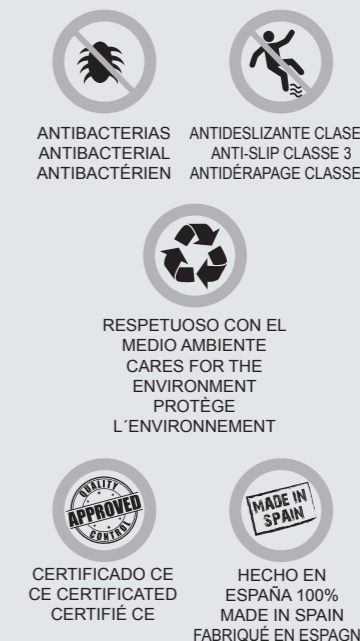 ANTIBACTERIAS
ANTIBACTERIAL
ANTIBACTÉRIEN
ANTIDESLIZANTE CLASE
ANTI-SLIP CLASSE 3
ANTIDÉRAPAGE CLASSE
RESPETUOSO CON EL
MEDIO AMBIENTE
CARES FOR THE
ENVIRONMENT
PROTÈGE
L´ENVIRONNEMENT
QUALITY
APPROVED
CONTROL
CERTIFICADO CE
CE CERTIFICATED
CERTIFIÉ CE
MADE IN
SPAIN
HECHO EN
ESPAÑA 100%
MADE IN SPAIN
FABRIQUÉ EN ESPAGN